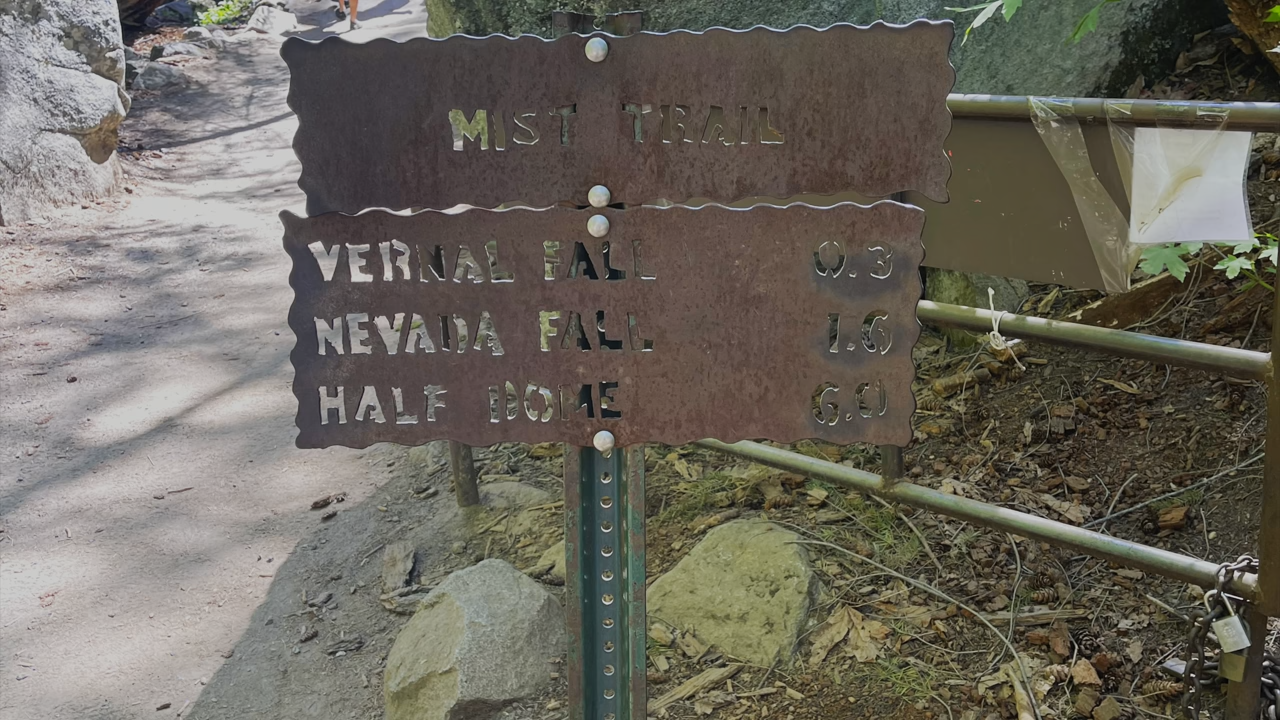 MIST TRAIL
VERNAL FALL 0.3
NEVADA FALL 1.6
HALF DOME 6.0